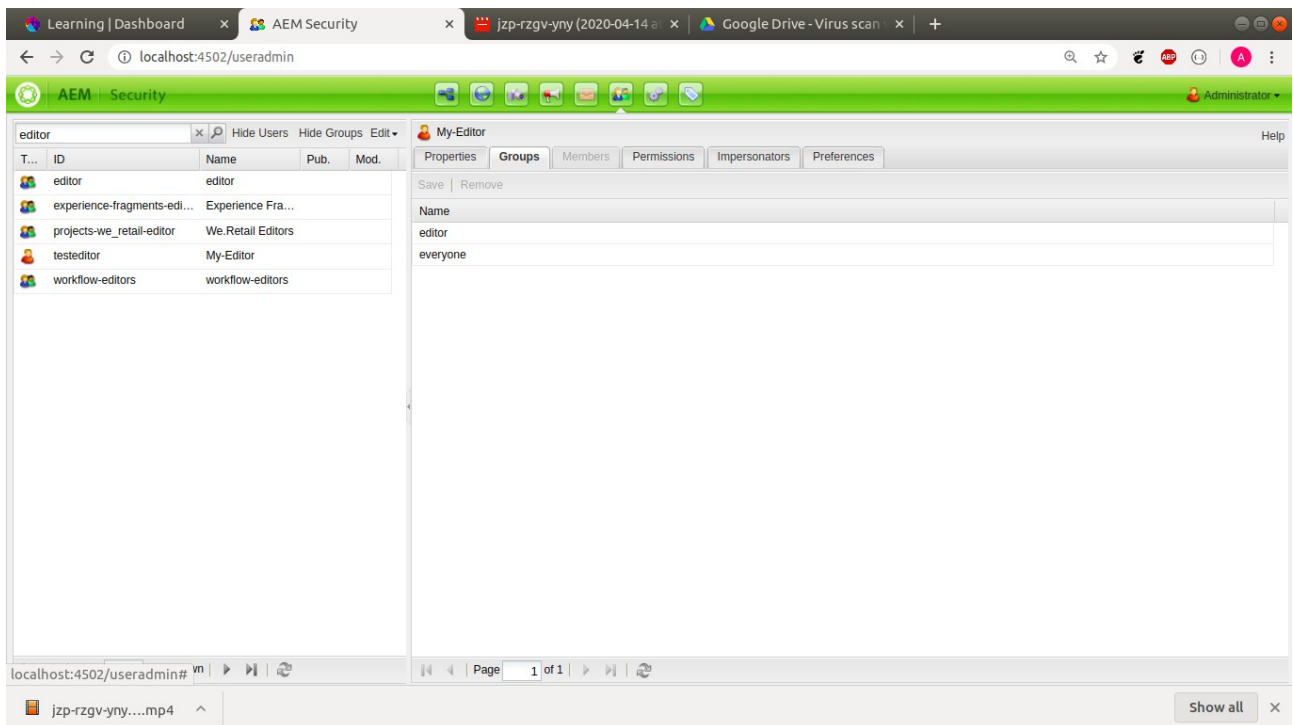 Learning | Dashboard × AEM Security × jzp-rzgv-yny (2020-04-14 at × Google Drive - Virus scan × +
localhost:4502/useradmin ABP A
AEM Security Administrator
editor Hide Users Hide Groups Edit
My-Editor Help
Properties Groups Members Permissions Impersonators Preferences
T... ID Name Pub. Mod.
Save | Remove
Name
editor editor
experience-fragments-edi... Experience Fra...
projects-we_retail-editor We.Retail Editors
testeditor My-Editor
workflow-editors workflow-editors
editor
everyone
localhost:4502/useradmin#
Page 1 of 1
jzp-rzgv-yny....mp4 Show all ×